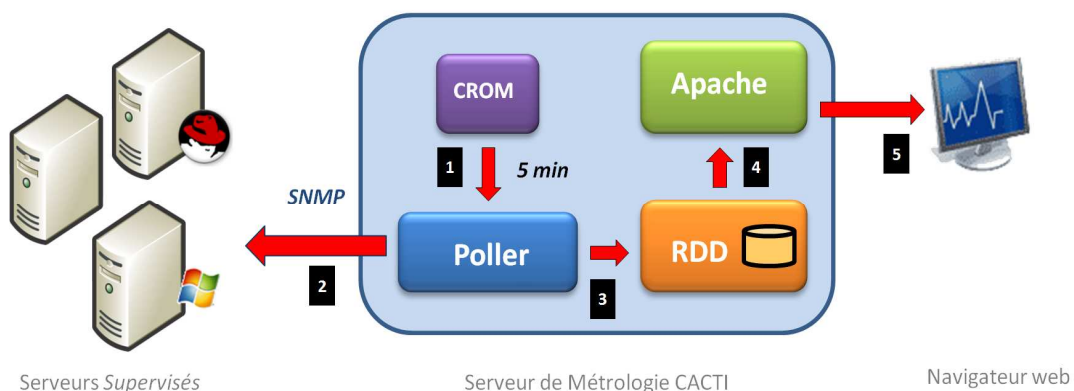 CROM
Apache
1
5 min
4
5
SNMP
Poller
RDD
2
3
Serveurs Supervisés
Serveur de Métrologie CACTI
Navigateur web